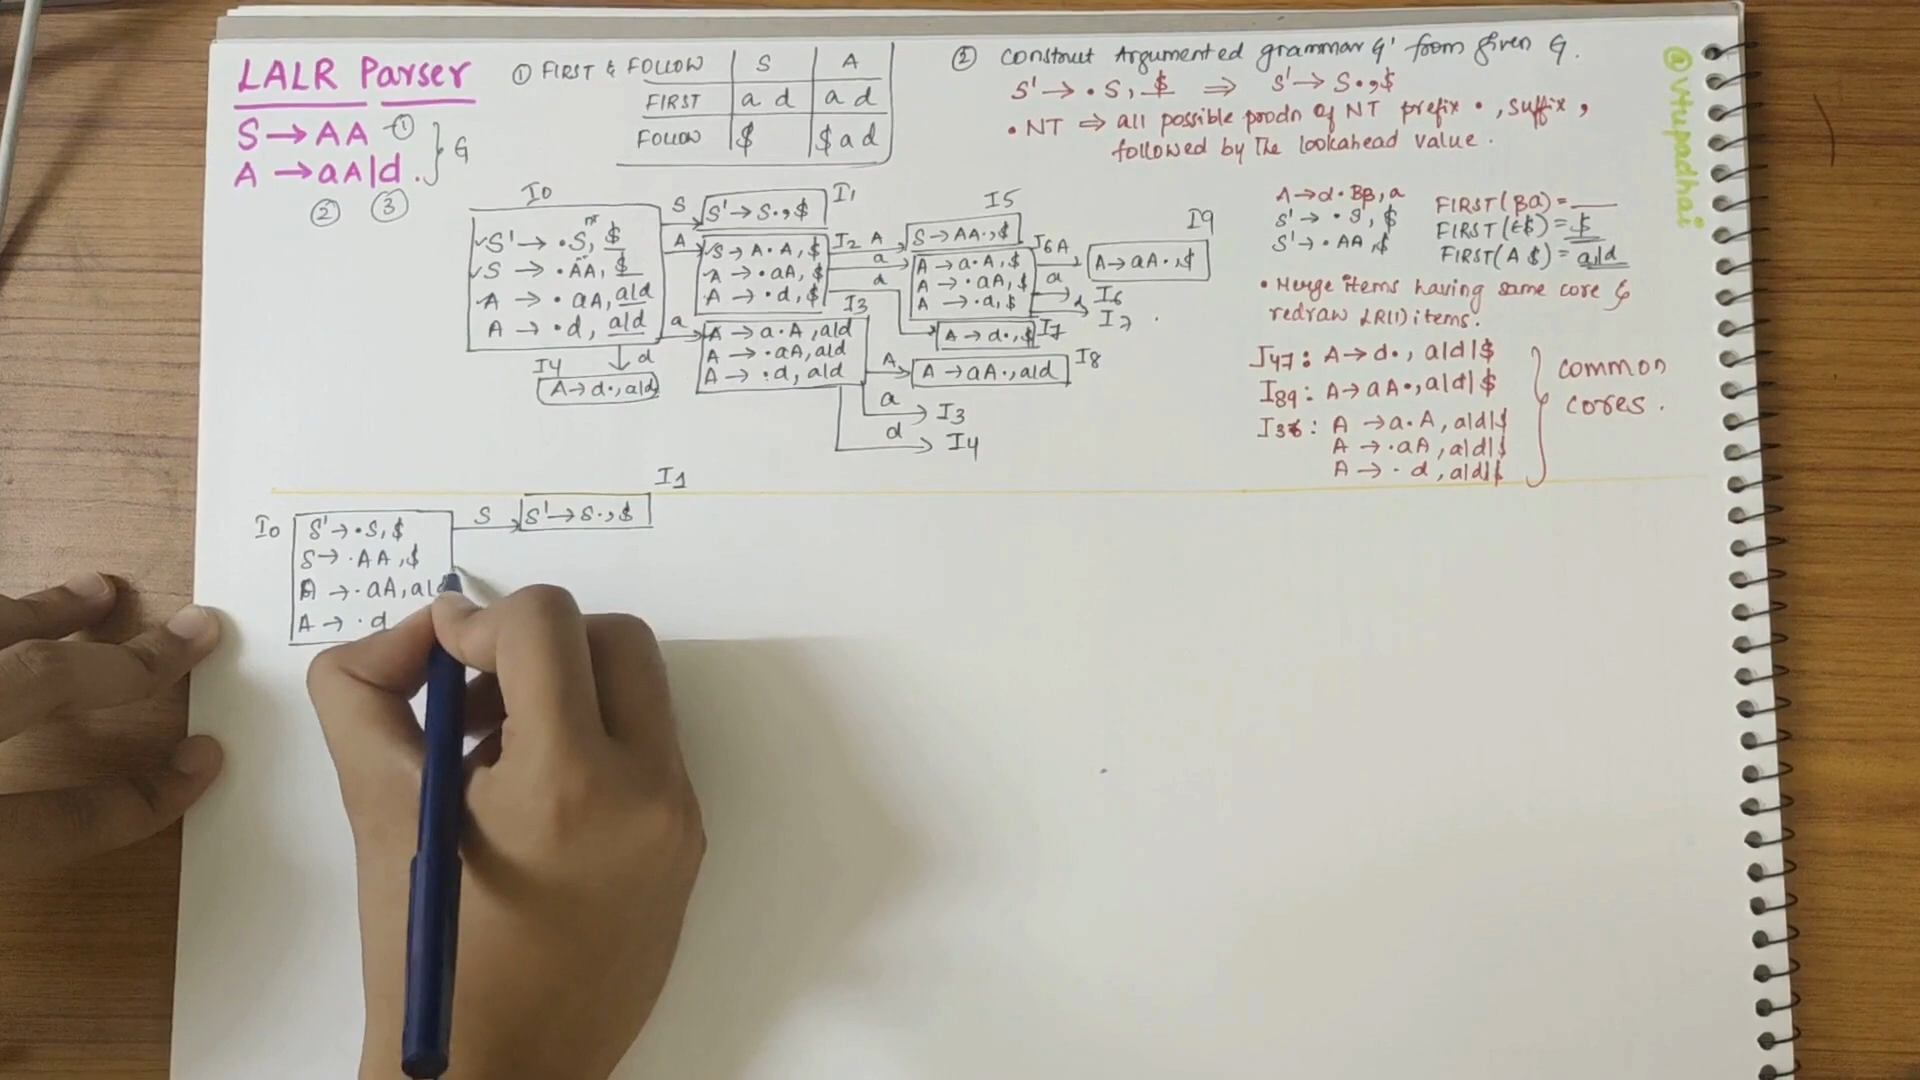 LALR Parser
S → AA ①
A → aA|d .
② ③
} G
① FIRST & FOLLOW | S | A
FIRST | a d | a d
FOLLOW | $ | $ a d
② Construct Argumented grammar G' from given G.
S' → •S, $ ⇒ S' → S•,$
• NT ⇒ all possible prodn of NT prefix •, suffix ,
followed by the lookahead value .
@vtupadhai
I0
S' → •S, $
S → •AA, $
A → • aA, a|d
A → •d, a|d
S
S' → S•,$
I1
A
S → A•A, $
A → •aA, $
A → •d, $
I2
a
A → a•A, a|d
A → •aA, a|d
A → •d, a|d
I3
d
I4
A → d•, a|d
A
S → AA•,$
I5
a
A → a•A, $
A → •aA, $
A → •d, $
I6
d
A → d•, $
I7
A
A → aA•,$
I9
a
I6
d
I7 .
A
A → aA•, a|d
I8
a
I3
d
I4
A → d•Bβ, a
S' → •S, $
S' → •AA, $
FIRST(βa) =
FIRST(ε$) = $
FIRST(A $) = a|d
• Merge items having same core &
redraw LR(1) items.
I47 : A → d•, a|d|$
I89 : A → aA•, a|d|$
I36 : A → a•A, a|d|$
A → •aA, a|d|$
A → •d, a|d|$
} common
cores .
I0
S' → •S, $
S → •AA, $
A → •aA, a|d
A → •d
S
S' → S•, $
I1